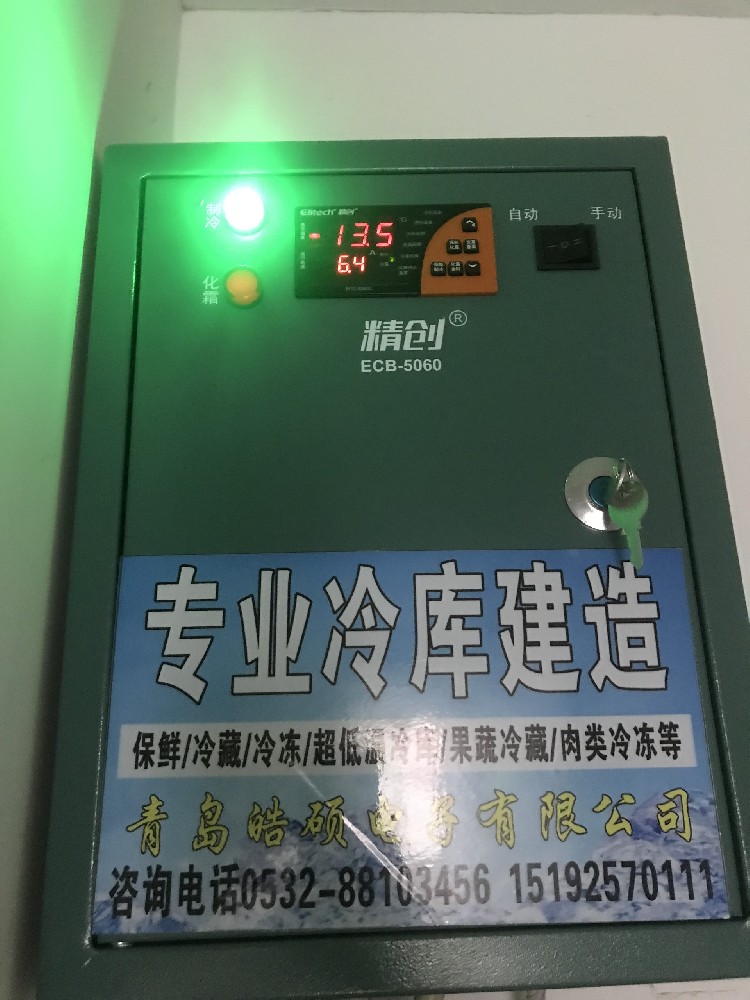 制冷
Elitech 精创
-13.5
℃
6.4
A
自动
手动
化霜
精创®
ECB-5060
专业冷库建造
保鲜/冷藏/冷冻/超低温冷库/果蔬冷藏/肉类冷冻等
青岛皓硕电子有限公司
咨询电话0532-88103456 15192570111